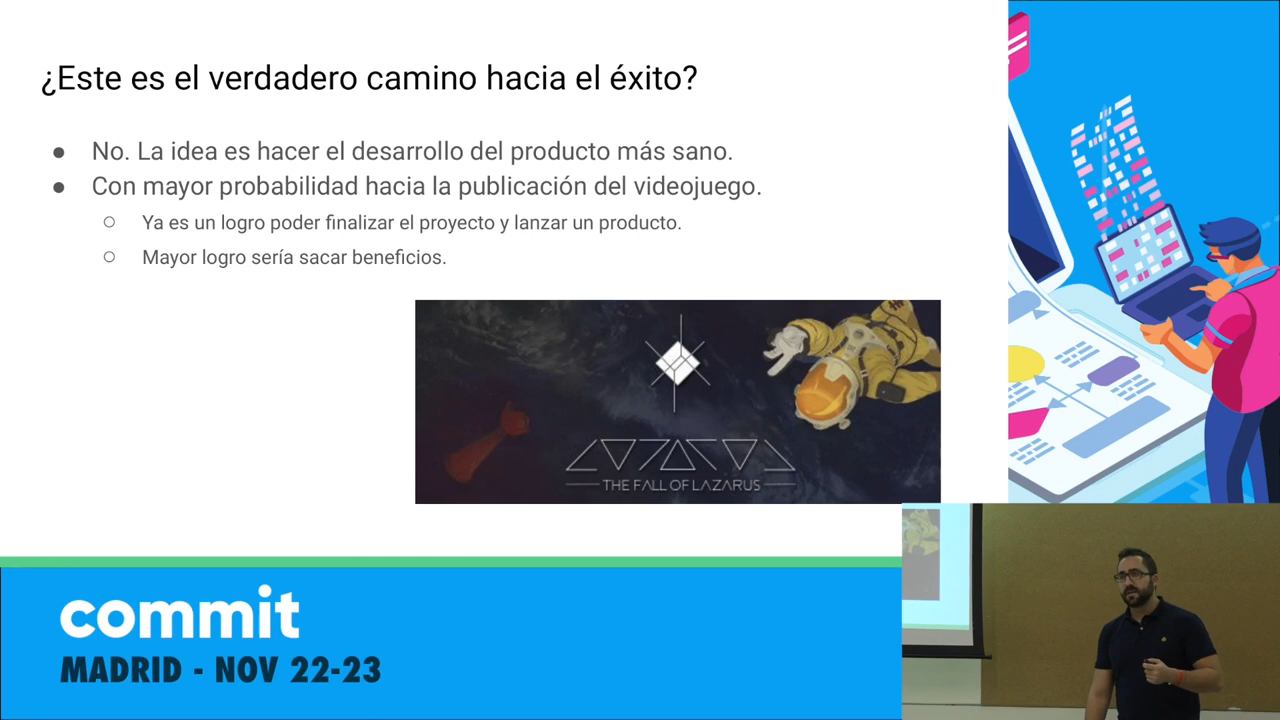 ¿Este es el verdadero camino hacia el éxito?
● No. La idea es hacer el desarrollo del producto más sano.
● Con mayor probabilidad hacia la publicación del videojuego.
○ Ya es un logro poder finalizar el proyecto y lanzar un producto.
○ Mayor logro sería sacar beneficios.
THE FALL OF LAZARUS
commit
MADRID - NOV 22-23